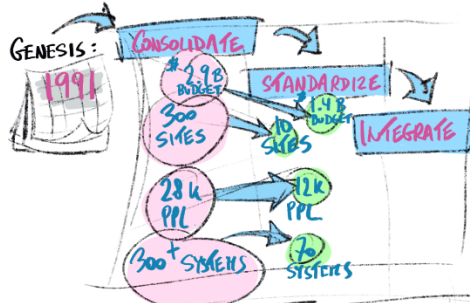 GENESIS:
1991
CONSOLIDATE
STANDARDIZE
INTEGRATE
$2.9B
BUDGET
$1.4B
BUDGET
300
SITES
10
SITES
28K
PPL
12K
PPL
300+ SYSTEMS
70
SYSTEMS